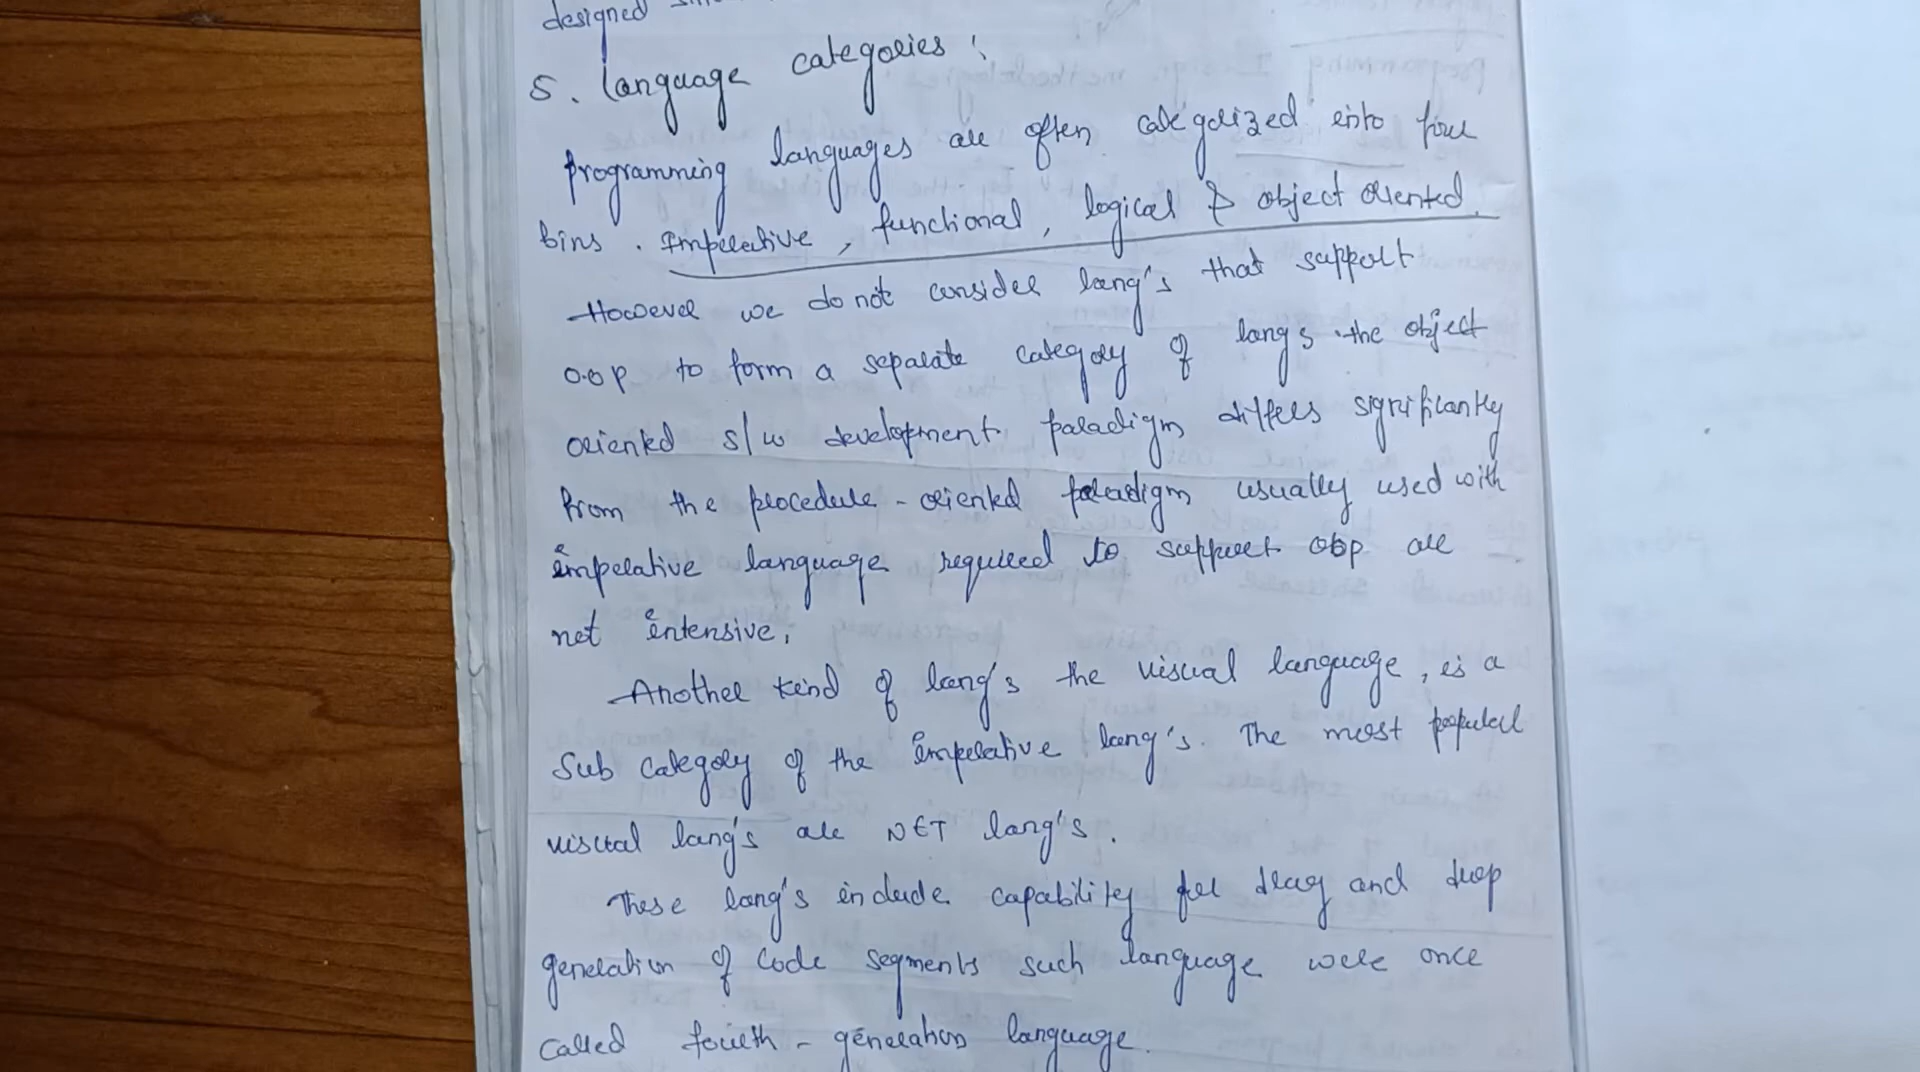 designed
5. Language categories :
programming languages are often categorized into four
bins. Imperative, functional, logical & object oriented.
However we do not consider lang's that support
O.O.P to form a separate category of langs. the object
oriented s/w development paradigm differs significantly
from the procedure-oriented paradigm usually used with
imperative language required to support oop are
not intensive.
Another kind of lang's the visual language, is a
Sub category of the imperative lang's. The most popular
visual lang's are NET lang's.
These lang's include capability for drag and drop
generation of code segments such language were once
called fourth-generation language.